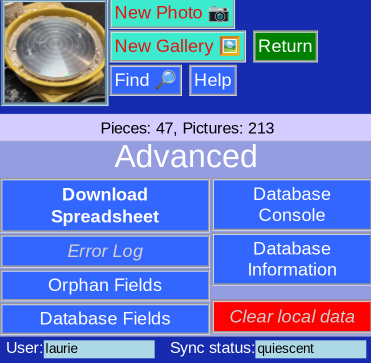 New Photo 📷
New Gallery 🖼️ Return
Find 🔎 Help
Pieces: 47, Pictures: 213
Advanced
Download
Spreadsheet
Database
Console
Error Log
Database
Information
Orphan Fields
Database Fields
Clear local data
User: laurie Sync status: quiescent